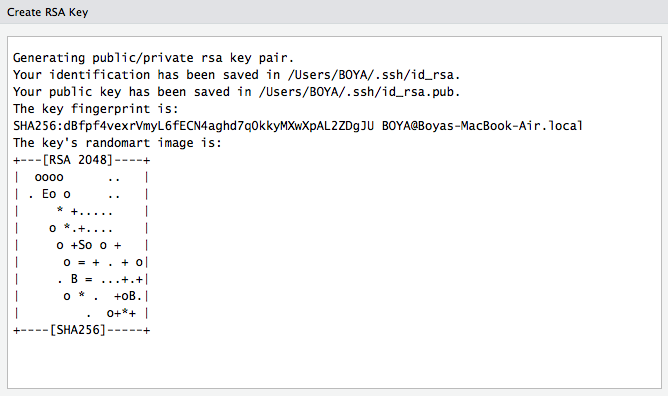 Create RSA Key
Generating public/private rsa key pair.
Your identification has been saved in /Users/BOYA/.ssh/id_rsa.
Your public key has been saved in /Users/BOYA/.ssh/id_rsa.pub.
The key fingerprint is:
SHA256:dBfpf4vexrVmyL6fECN4aghd7qOkkyMXwXpAL2ZDgJU BOYA@Boyas-MacBook-Air.local
The key's randomart image is:
+---[RSA 2048]----+
|  oooo      ..   |
| . Eo o     ..   |
|     * +.....    |
|    o *.+....    |
|     o +So o +   |
|      o = + . + o|
|     . B = ...+.+|
|      o * .  +oB.|
|         .  o+*+ |
+----[SHA256]-----+